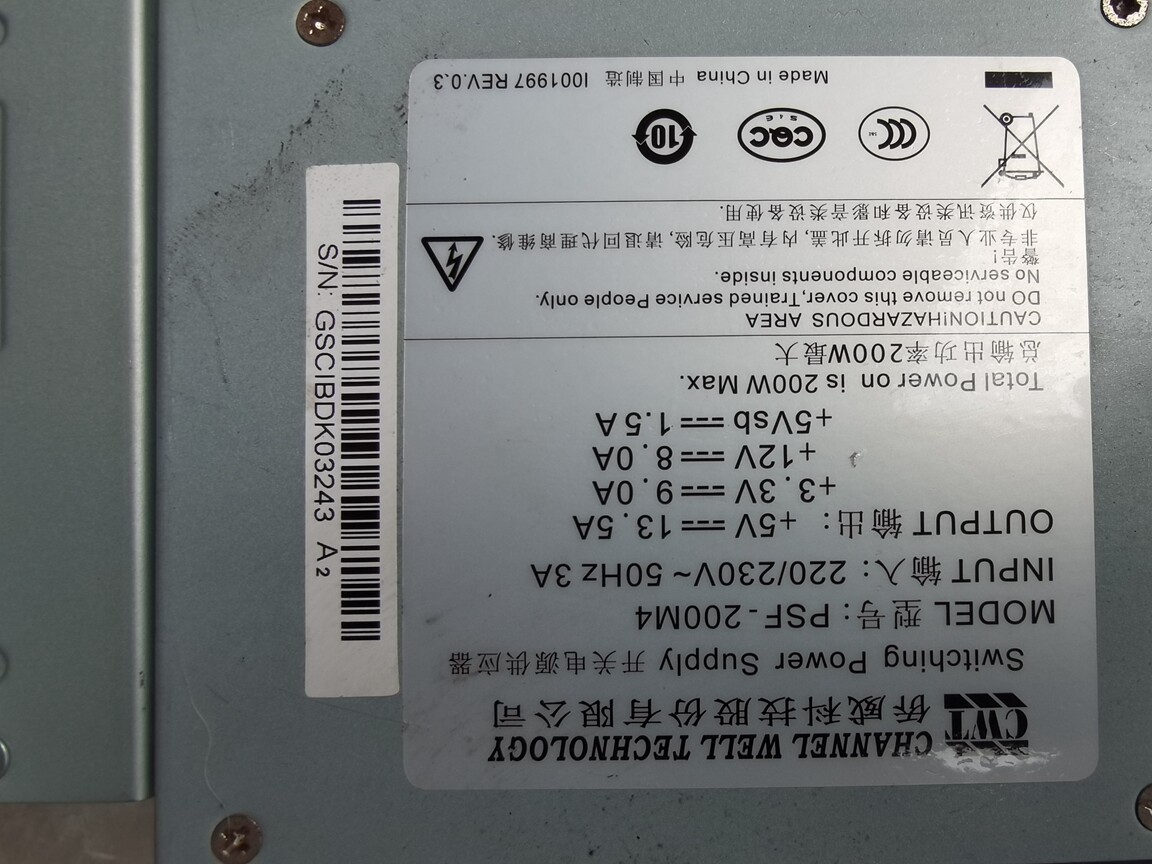 CWT
CHANNEL WELL TECHNOLOGY
侨威科技股份有限公司
Switching Power Supply 开关电源供应器
MODEL 型号: PSF-200M4
INPUT 输入: 220/230V~ 50Hz 3A
OUTPUT 输出: +5V⎓13.5A
+3.3V⎓9.0A
+12V⎓8.0A
+5Vsb⎓1.5A
Total Power on is 200W Max.
总输出功率200W最大
CAUTION!HAZARDOUS AREA
DO not remove this cover,Trained service People only.
No serviceable components inside.
警告!
非专业人员请勿拆开此盖,内有高压危险,请退回代理商维修.
仅供资讯类设备和影音类设备使用.
CCC
CQC
10
Made in China 中国制造 I001997 REV.0.3
S/N: GSCIBDK03243 A2